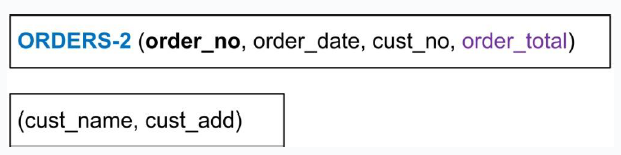 ORDERS-2 (order_no, order_date, cust_no, order_total)
(cust_name, cust_add)